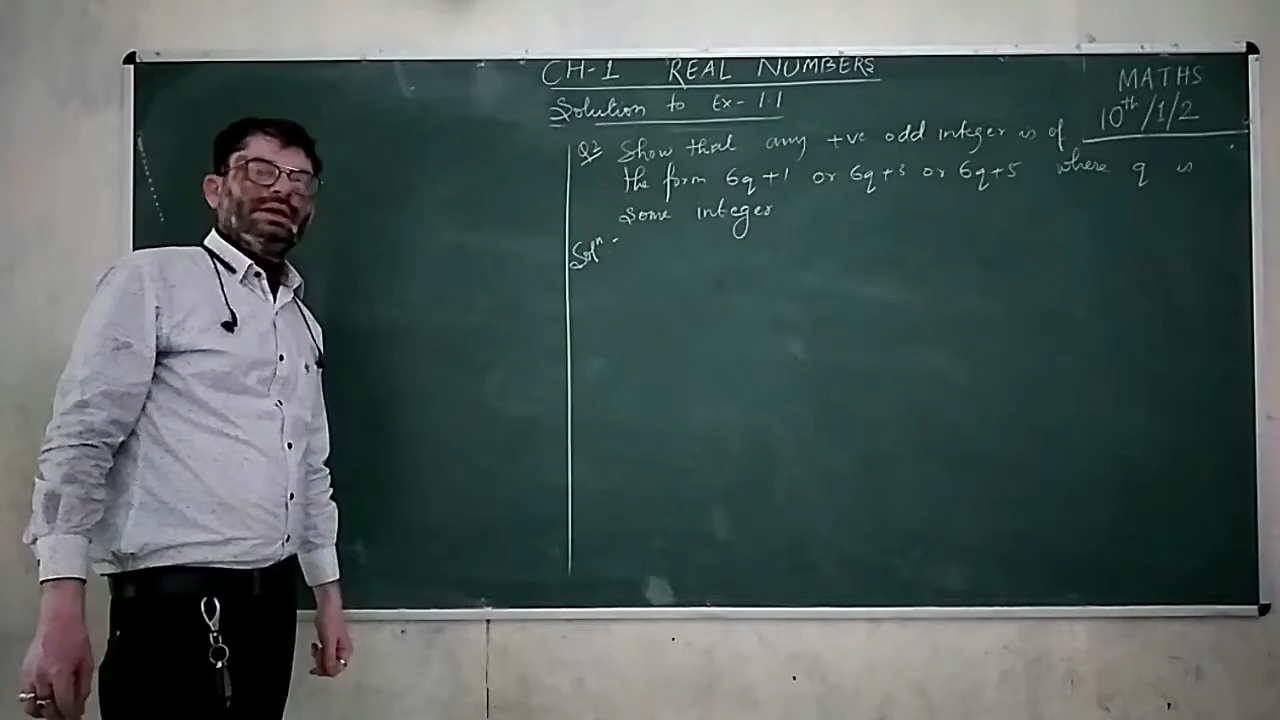 CH-1 REAL NUMBERS
MATHS
10th/1/2
Solution to Ex-1.1
Q2 Show that any +ve odd integer is of
the form 6q+1 or 6q+3 or 6q+5 where q is
some integer
Solⁿ.